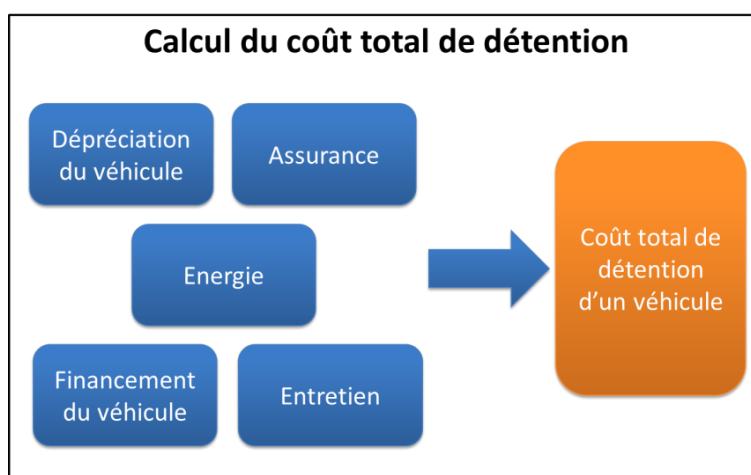 Calcul du coût total de détention
Dépréciation
du véhicule
Assurance
Energie
Financement
du véhicule
Entretien
Coût total de
détention
d’un véhicule